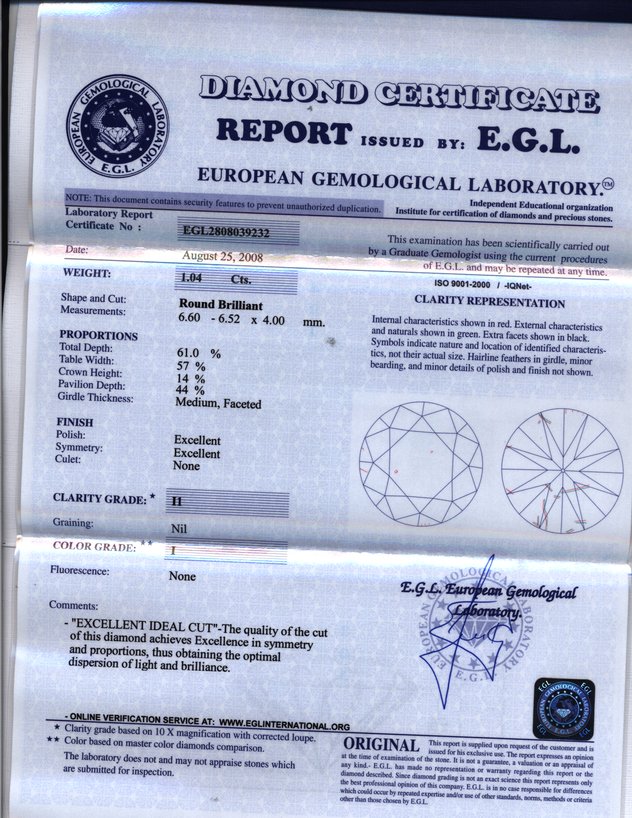 EUROPEAN GEMOLOGICAL LABORATORY
E.G.L.
DIAMOND CERTIFICATE
REPORT ISSUED BY: E.G.L.
EUROPEAN GEMOLOGICAL LABORATORY.™
NOTE: This document contains security features to prevent unauthorized duplication.
Independent Educational organization
Institute for certification of diamonds and precious stones.
Laboratory Report
Certificate No : EGL2808039232
Date: August 25, 2008
This examination has been scientifically carried out
by a Graduate Gemologist using the current procedures
of E.G.L. and may be repeated at any time.
ISO 9001-2000 / -IQNet-
WEIGHT: 1.04 Cts.
Shape and Cut: Round Brilliant
Measurements: 6.60 - 6.52 x 4.00 mm.
PROPORTIONS
Total Depth: 61.0 %
Table Width: 57 %
Crown Height: 14 %
Pavilion Depth: 44 %
Girdle Thickness: Medium, Faceted
CLARITY REPRESENTATION
Internal characteristics shown in red. External characteristics
and naturals shown in green. Extra facets shown in black.
Symbols indicate nature and location of identified characteris-
tics, not their actual size. Hairline feathers in girdle, minor
bearding, and minor details of polish and finish not shown.
FINISH
Polish: Excellent
Symmetry: Excellent
Culet: None
CLARITY GRADE: * I1
Graining: Nil
COLOR GRADE: ** I
Fluorescence: None
Comments:
- "EXCELLENT IDEAL CUT"-The quality of the cut
of this diamond achieves Excellence in symmetry
and proportions, thus obtaining the optimal
dispersion of light and brilliance.
E.G.L. European Gemological
Laboratory.
EUROPEAN GEMOLOGICAL LABORATORY
E.G.L.
- ONLINE VERIFICATION SERVICE AT: WWW.EGLINTERNATIONAL.ORG
* Clarity grade based on 10 X magnification with corrected loupe.
** Color based on master color diamonds comparison.
The laboratory does not and may not appraise stones which
are submitted for inspection.
EGL EGL
ORIGINAL This report is supplied upon request of the customer and is
issued for his exclusive use. The report expresses an opinion
at the time of examination of the stone. It is not a guarantee, a valuation or an appraisal of
any kind.- E.G.L. has made no representation or warranty regarding this report or the
diamond described. Since diamond grading is not an exact science this report represents only
the best professional opinion of this company. E.G.L. is in no case responsible for differences
which could occur by repeated expertise and/or use of other standards, norms, methods or criteria
other than those chosen by E.G.L.